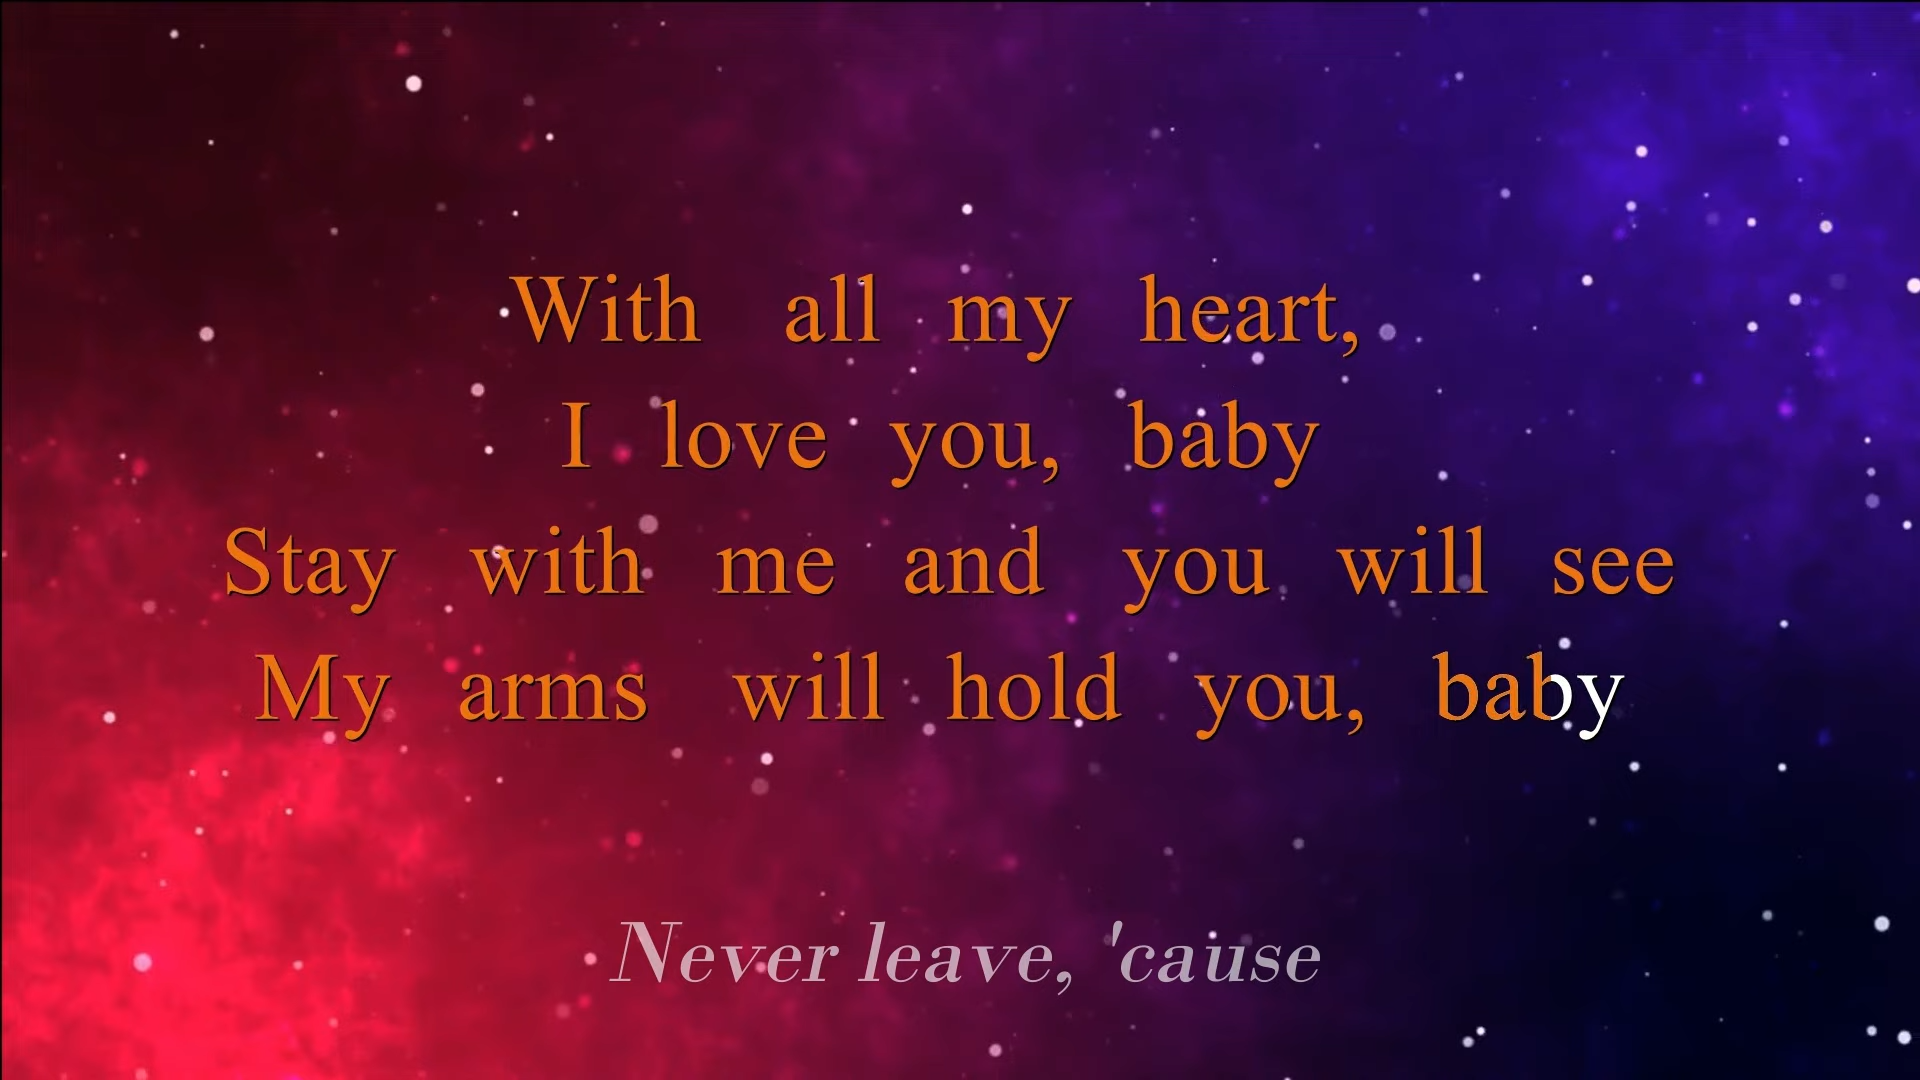 With all my heart,
I love you, baby
Stay with me and you will see
My arms will hold you, baby
Never leave, 'cause